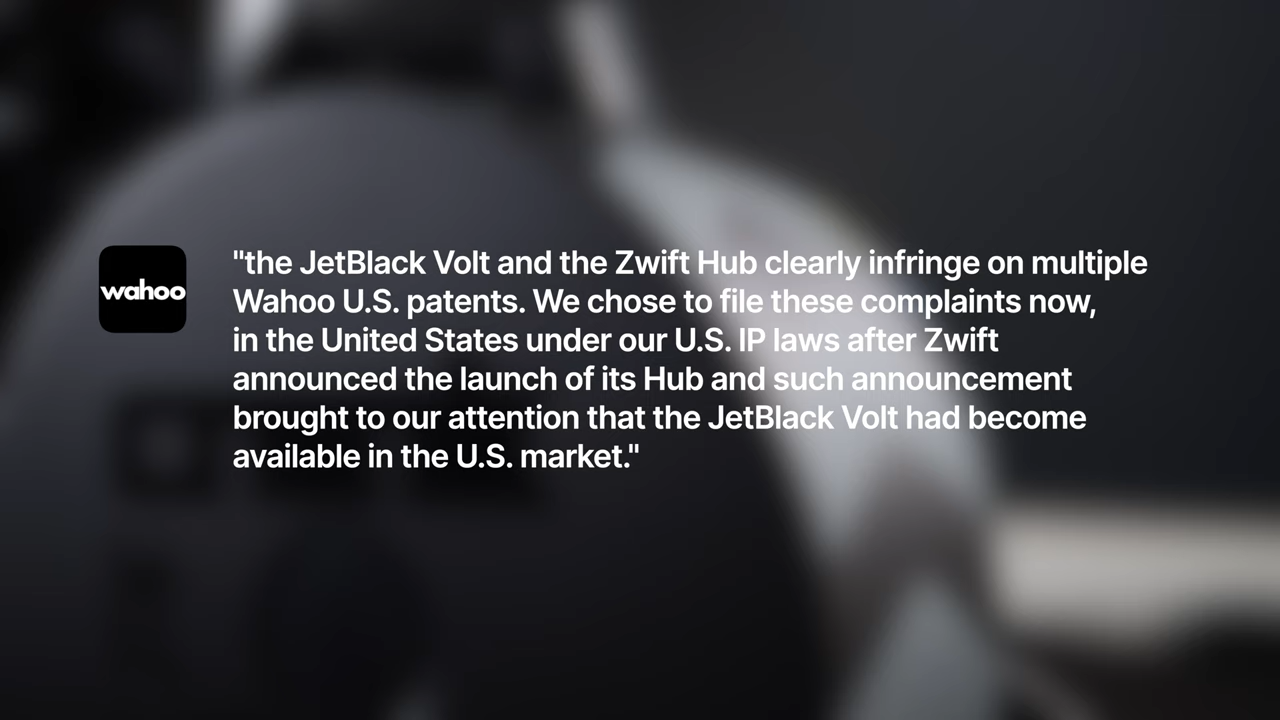 wahoo
"the JetBlack Volt and the Zwift Hub clearly infringe on multiple
Wahoo U.S. patents. We chose to file these complaints now,
in the United States under our U.S. IP laws after Zwift
announced the launch of its Hub and such announcement
brought to our attention that the JetBlack Volt had become
available in the U.S. market."